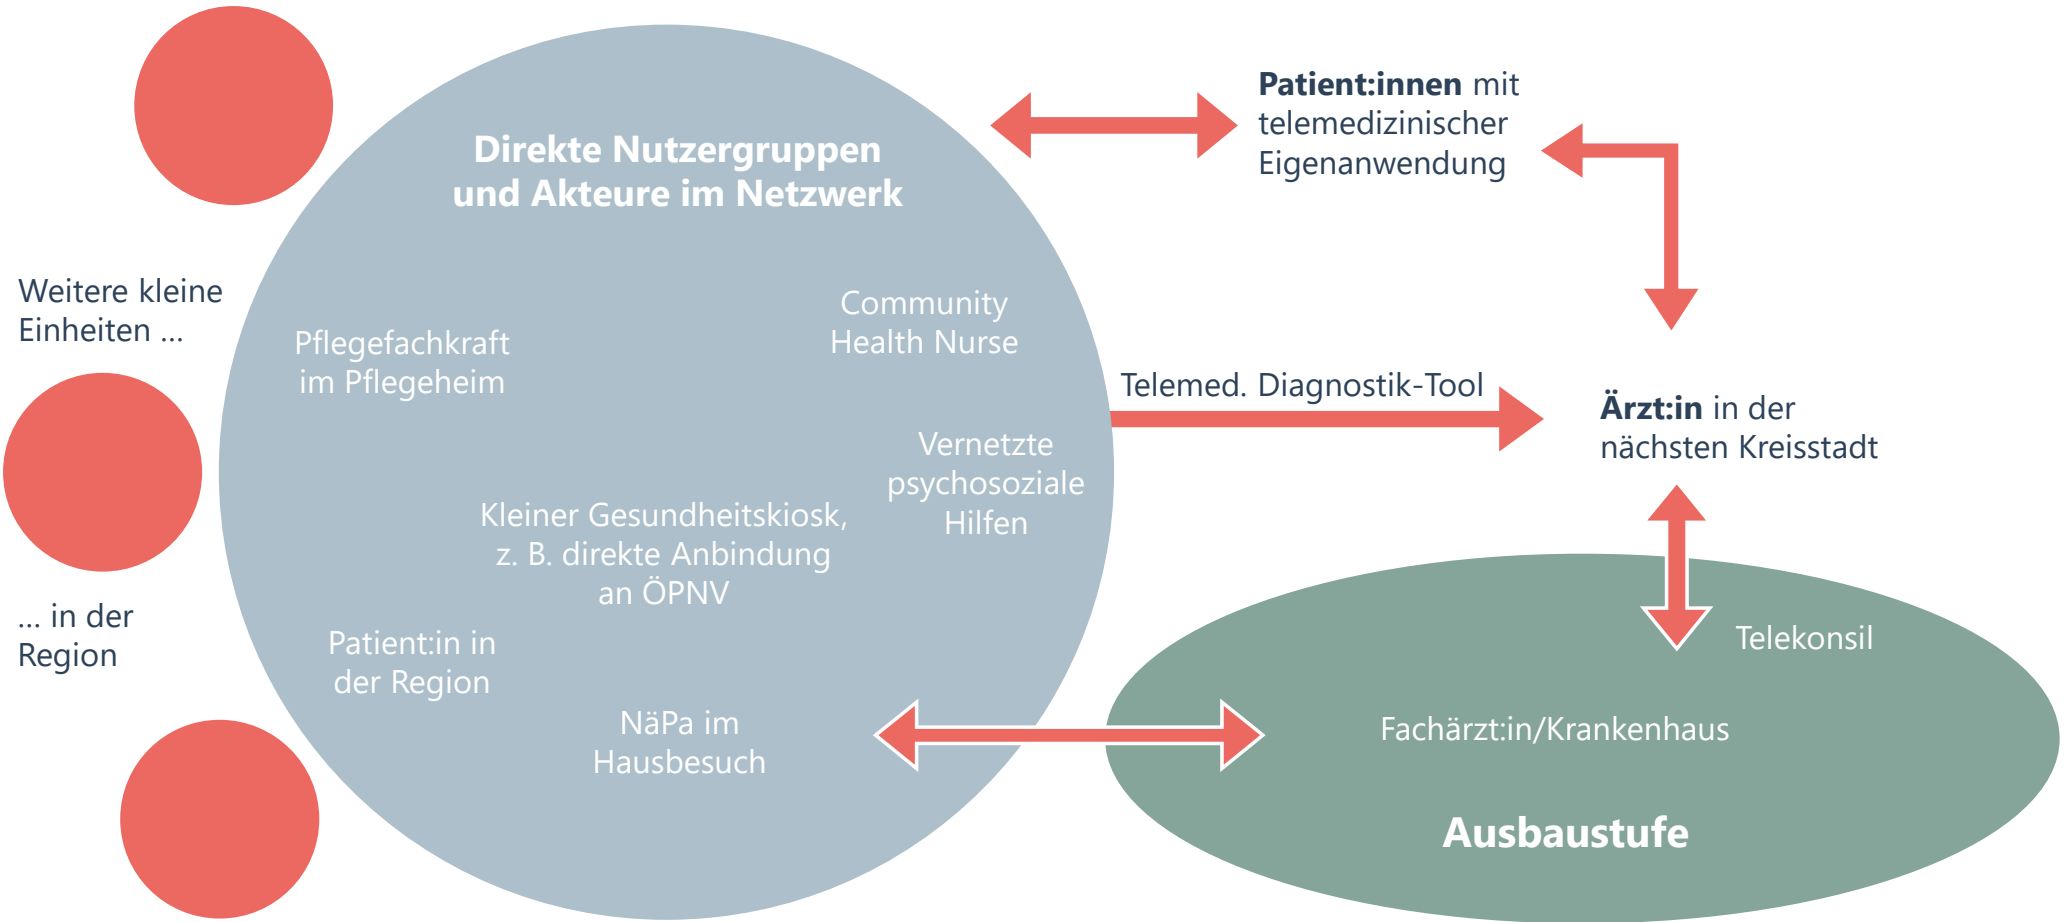 Patient:innen mit
telemedizinischer
Eigenanwendung
Direkte Nutzergruppen
und Akteure im Netzwerk
Weitere kleine
Einheiten ...
Community
Health Nurse
Pflegefachkraft
im Pflegeheim
Telemed. Diagnostik-Tool
Ärzt:in in der
nächsten Kreisstadt
Vernetzte
psychosoziale
Hilfen
Kleiner Gesundheitskiosk,
z. B. direkte Anbindung
an ÖPNV
... in der
Region
Patient:in in
der Region
Telekonsil
NäPa im
Hausbesuch
Fachärzt:in/Krankenhaus
Ausbaustufe